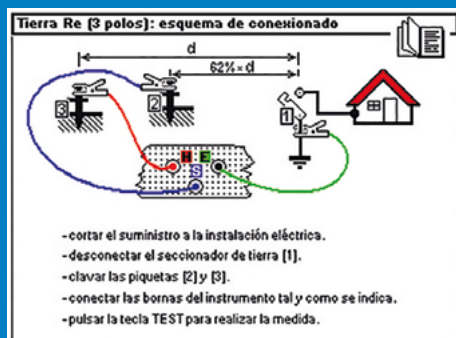 Tierra Re (3 polos): esquema de conexionado
d
62%×d
3
2
1
H E
S
-cortar el suministro a la instalación eléctrica.
-desconectar el seccionador de tierra (1).
-clavar las piquetas (2) y (3).
-conectar las bornas del instrumento tal y como se indica.
-pulsar la tecla TEST para realizar la medida.